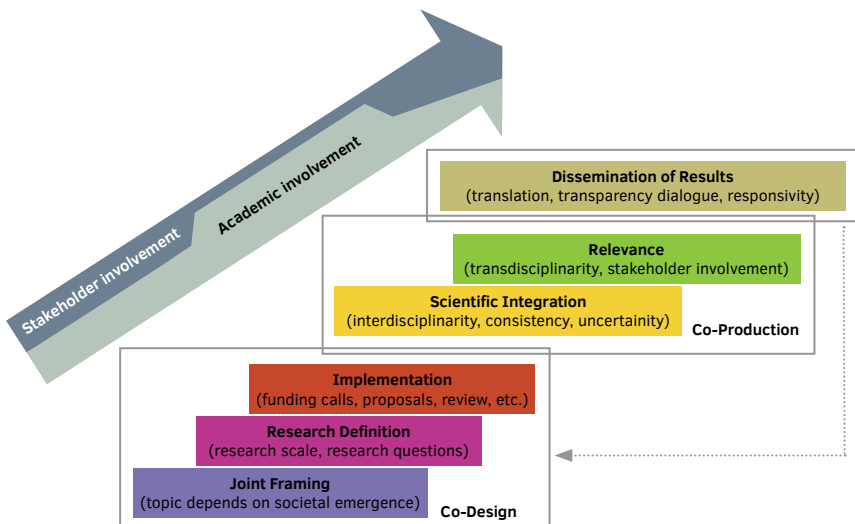 Stakeholder involvement
Academic involvement
Dissemination of Results
(translation, transparency dialogue, responsivity)
Relevance
(transdisciplinarity, stakeholder involvement)
Scientific Integration
(interdisciplinarity, consistency, uncertainity)
Co-Production
Implementation
(funding calls, proposals, review, etc.)
Research Definition
(research scale, research questions)
Joint Framing
(topic depends on societal emergence)
Co-Design